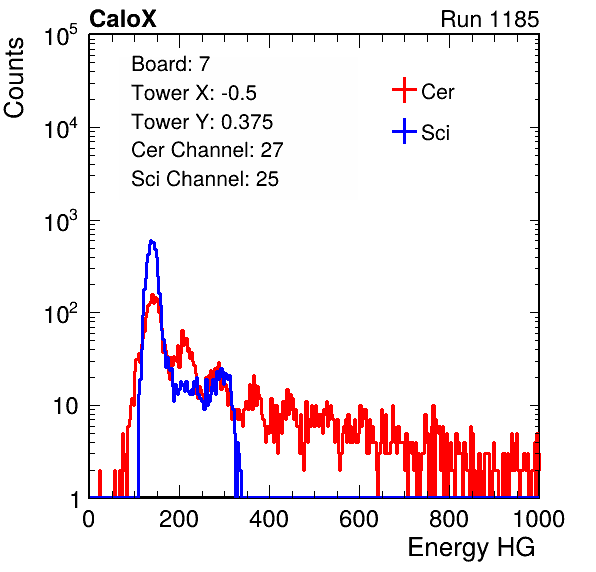 CaloX Run 1185
Counts
10^5
10^4
10^3
10^2
10
1
Board: 7
Tower X: -0.5
Tower Y: 0.375
Cer Channel: 27
Sci Channel: 25
Cer
Sci
0 200 400 600 800 1000
Energy HG